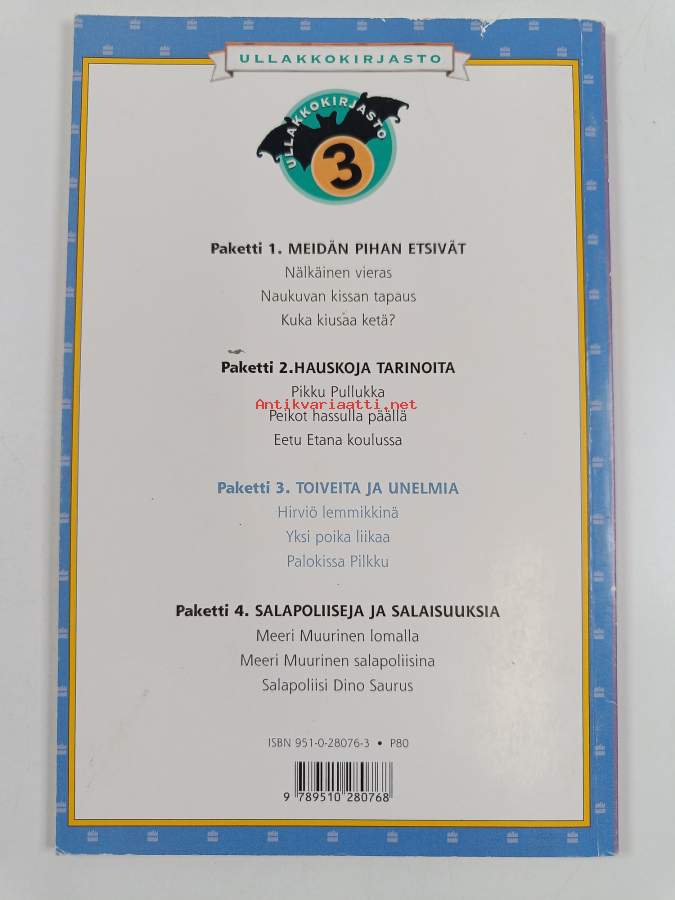 ULLAKKOKIRJASTO
ULLAKKOKIRJASTO
3
Paketti 1. MEIDÄN PIHAN ETSIVÄT
Nälkäinen vieras
Naukuvan kissan tapaus
Kuka kiusaa ketä?
Paketti 2.HAUSKOJA TARINOITA
Pikku Pullukka
Antikvariaatti.net
Peikot hassulla päällä
Eetu Etana koulussa
Paketti 3. TOIVEITA JA UNELMIA
Hirviö lemmikkinä
Yksi poika liikaa
Palokissa Pilkku
Paketti 4. SALAPOLIISEJA JA SALAISUUKSIA
Meeri Muurinen lomalla
Meeri Muurinen salapoliisina
Salapoliisi Dino Saurus
ISBN 951-0-28076-3 • P80
9 789510 280768